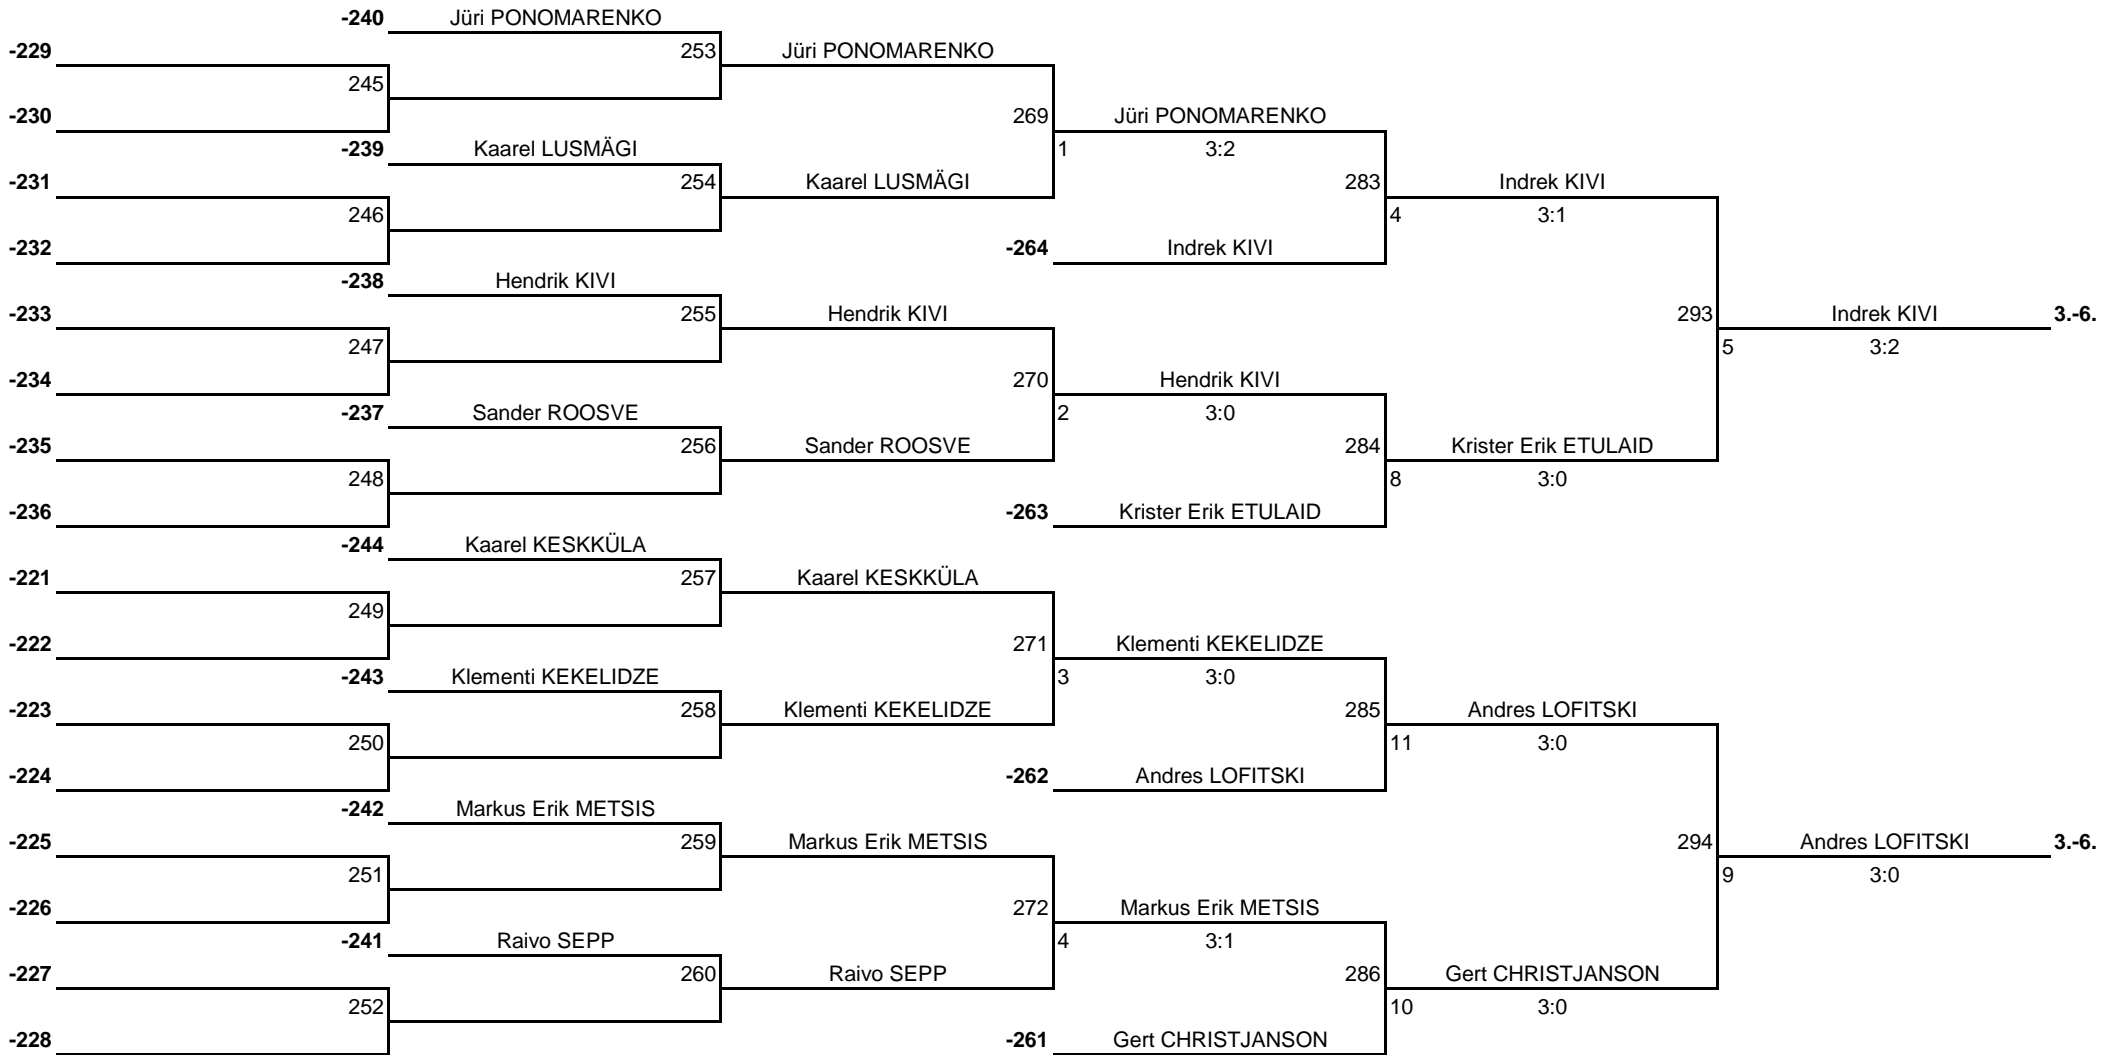 -240 Jüri PONOMARENKO
-229 253 Jüri PONOMARENKO
245
-230 269 Jüri PONOMARENKO
-239 Kaarel LUSMÄGI 1 3:2
-231 254 Kaarel LUSMÄGI 283 Indrek KIVI
246 4 3:1
-232 -264 Indrek KIVI
-238 Hendrik KIVI
-233 255 Hendrik KIVI 293 Indrek KIVI 3.-6.
247 5 3:2
-234 270 Hendrik KIVI
-237 Sander ROOSVE 2 3:0
-235 256 Sander ROOSVE 284 Krister Erik ETULAID
248 8 3:0
-236 -263 Krister Erik ETULAID
-244 Kaarel KESKKÜLA
-221 257 Kaarel KESKKÜLA
249
-222 271 Klementi KEKELIDZE
-243 Klementi KEKELIDZE 3 3:0
-223 258 Klementi KEKELIDZE 285 Andres LOFITSKI
250 11 3:0
-224 -262 Andres LOFITSKI
-242 Markus Erik METSIS
-225 259 Markus Erik METSIS 294 Andres LOFITSKI 3.-6.
251 9 3:0
-226 272 Markus Erik METSIS
-241 Raivo SEPP 4 3:1
-227 260 Raivo SEPP 286 Gert CHRISTJANSON
252 10 3:0
-228 -261 Gert CHRISTJANSON